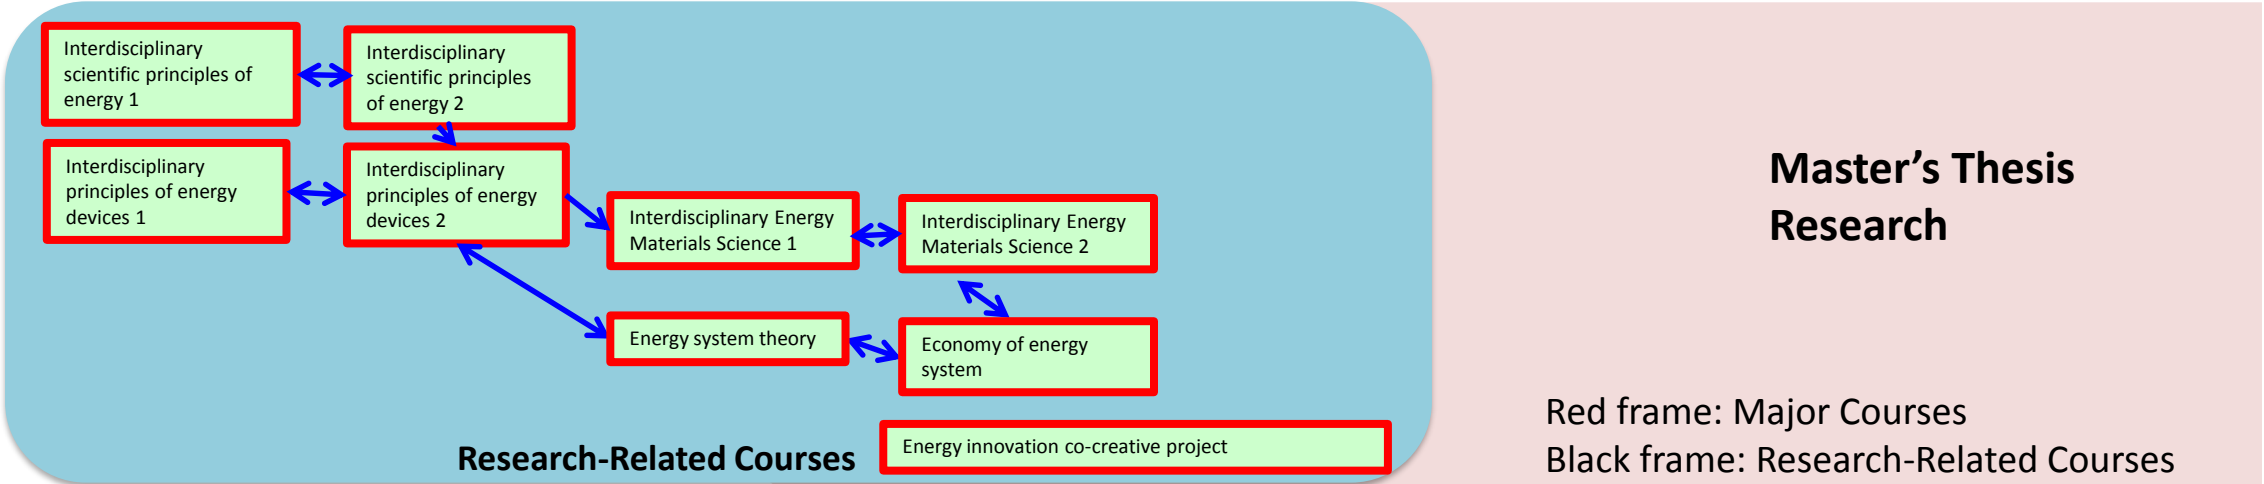 Interdisciplinary
scientific principles of
energy 1
Interdisciplinary
scientific principles
of energy 2
Interdisciplinary
principles of energy
devices 1
Interdisciplinary
principles of energy
devices 2
Interdisciplinary Energy
Materials Science 1
Interdisciplinary Energy
Materials Science 2
Energy system theory
Economy of energy
system
Research-Related Courses
Energy innovation co-creative project
Master’s Thesis
Research
Red frame: Major Courses
Black frame: Research-Related Courses